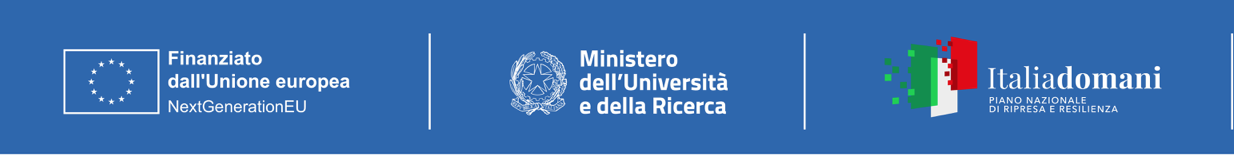 Finanziato
dall'Unione europea
NextGenerationEU
Ministero
dell'Università
e della Ricerca
Italiadomani
PIANO NAZIONALE
DI RIPRESA E RESILIENZA